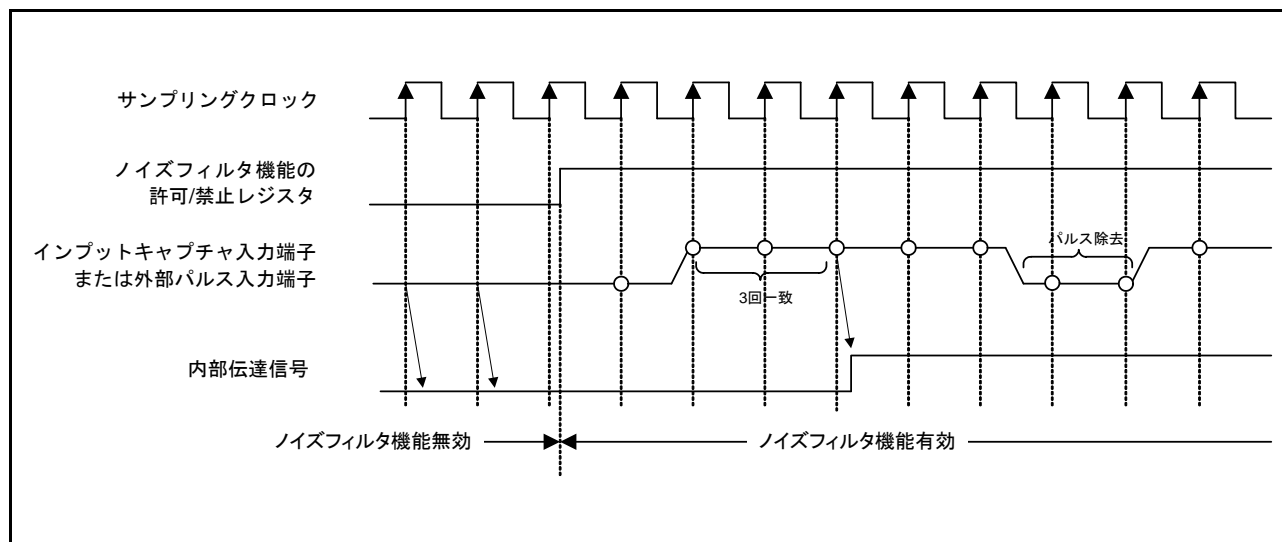 サンプリングクロック
ノイズフィルタ機能の
許可/禁止レジスタ
インプットキャプチャ入力端子
または外部パルス入力端子
パルス除去
3回一致
内部伝達信号
ノイズフィルタ機能無効
ノイズフィルタ機能有効